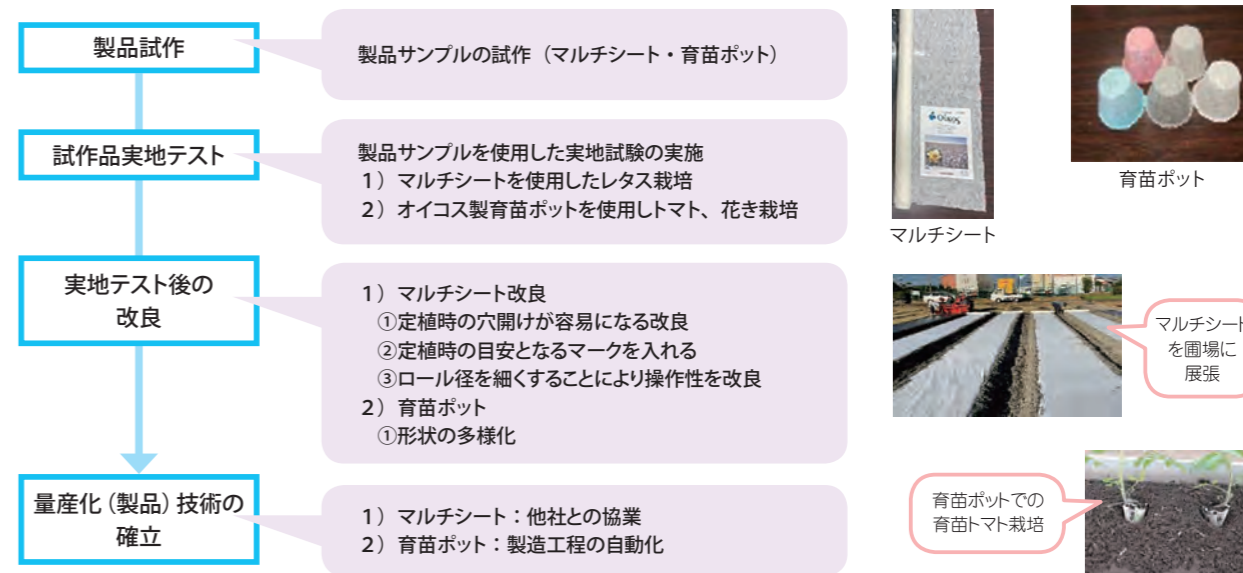 製品試作
製品サンプルの試作（マルチシート・育苗ポット）
試作品実地テスト
製品サンプルを使用した実地試験の実施
1）マルチシートを使用したレタス栽培
2）オイコス製育苗ポットを使用しトマト、花き栽培
実地テスト後の
改良
1）マルチシート改良
①定植時の穴開けが容易になる改良
②定植時の目安となるマークを入れる
③ロール径を細くすることにより操作性を改良
2）育苗ポット
①形状の多様化
量産化（製品）技術の
確立
1）マルチシート：他社との協業
2）育苗ポット：製造工程の自動化
マルチシート
育苗ポット
マルチシート
を圃場に
展張
育苗ポットでの
育苗トマト栽培